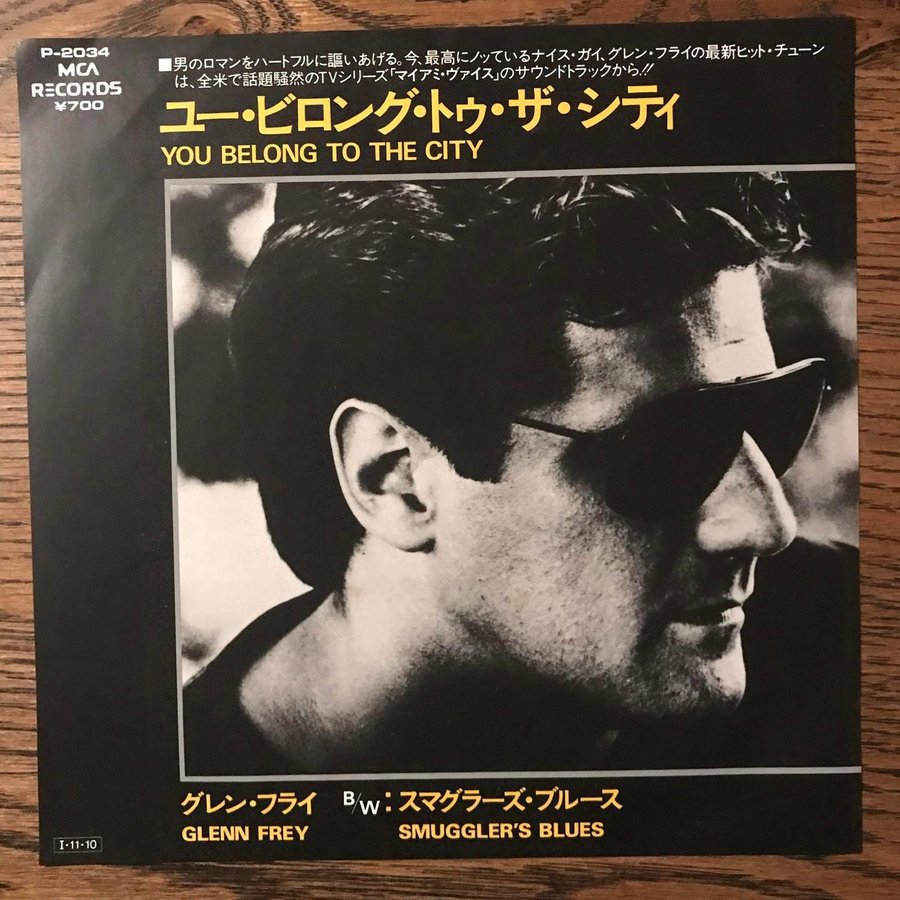 P-2034
MCA
RECORDS
¥700
■男のロマンをハートフルに謳いあげる。今、最高にノッているナイス・ガイ、グレン・フライの最新ヒット・チューン
は、全米で話題騒然のTVシリーズ「マイアミ・ヴァイス」のサウンドトラックから!!
ユー・ビロング・トゥ・ザ・シティ
YOU BELONG TO THE CITY
グレン・フライ B/W:スマグラーズ・ブルース
GLENN FREY SMUGGLER'S BLUES
I・11・10